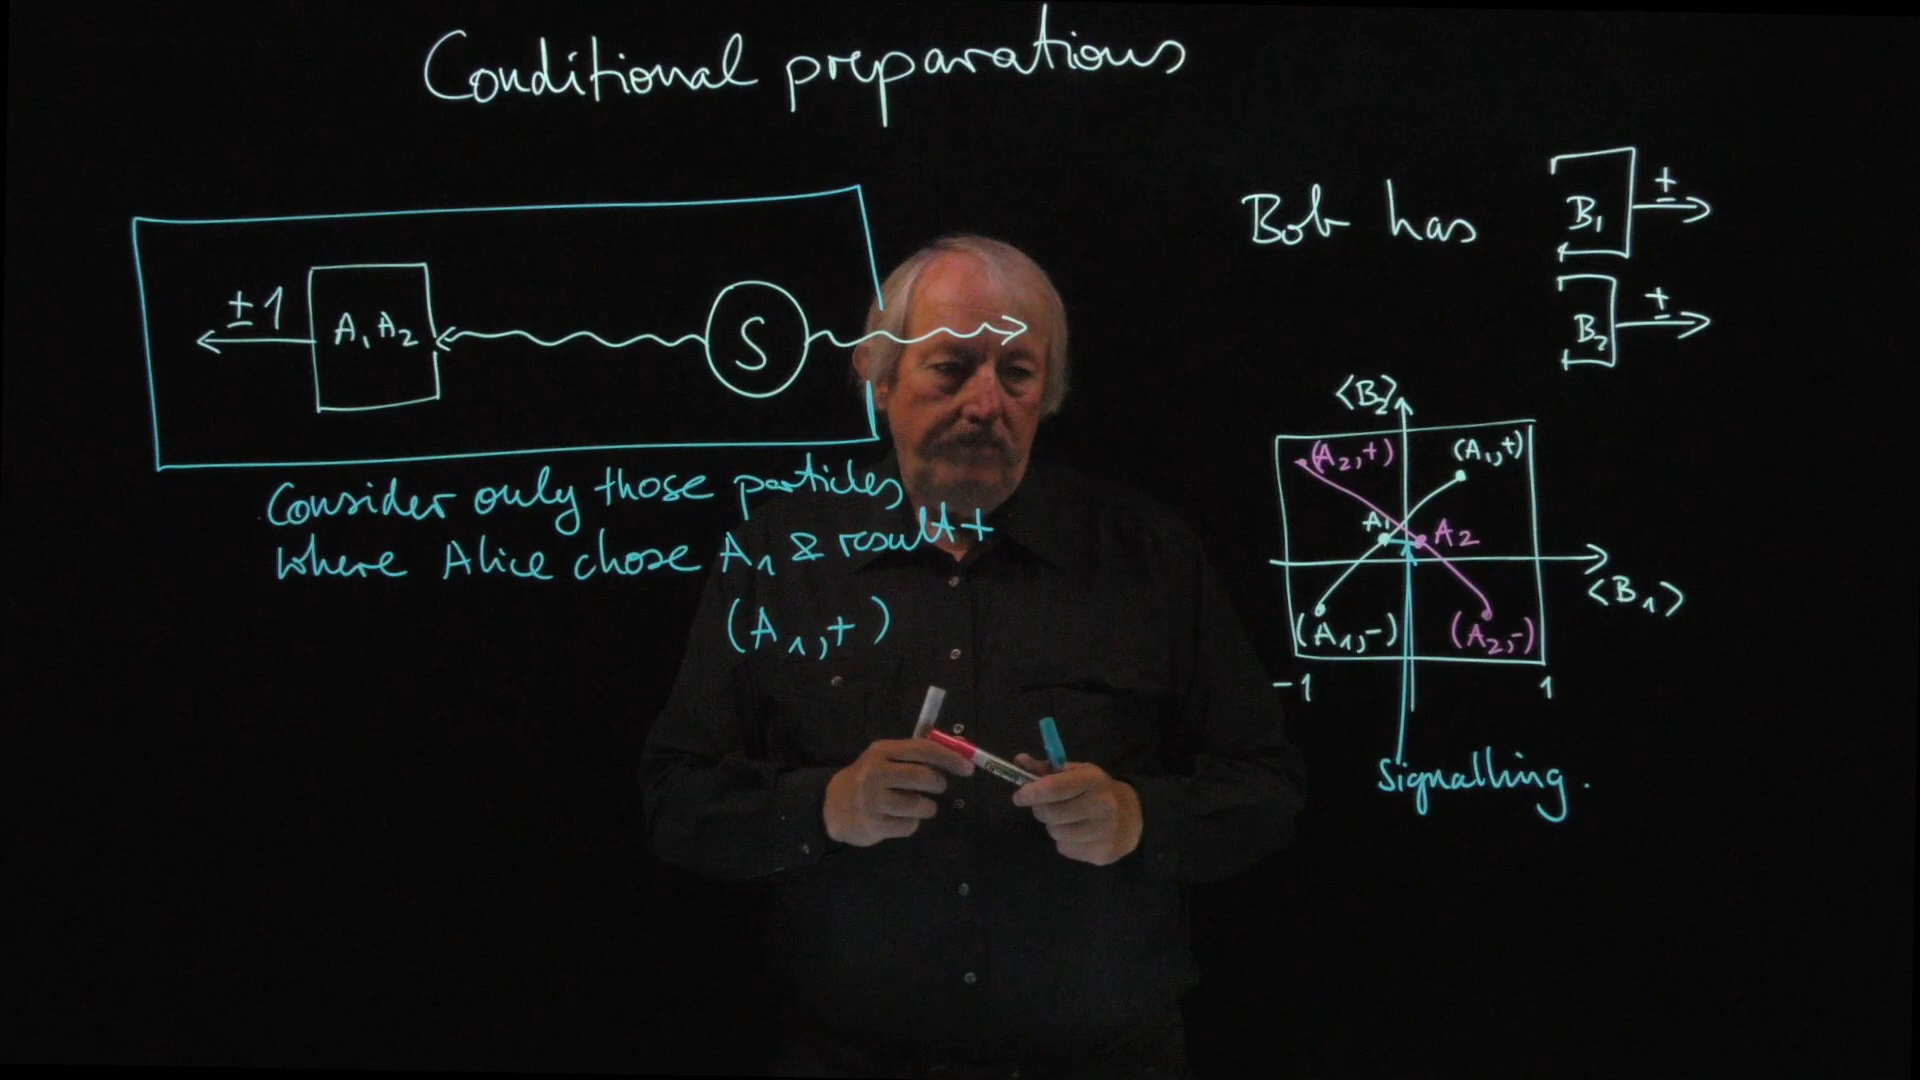 Conditional preparations
± 1
A₁ A₂
S
Consider only those particles
where Alice chose A₁ & result +
(A₁,+)
Bob has
B₁
±
B₂
±
⟨B₂⟩
(A₂,+)
(A₁,+)
A₁
A₂
⟨B₁⟩
(A₁,-)
(A₂,-)
-1
1
signalling.